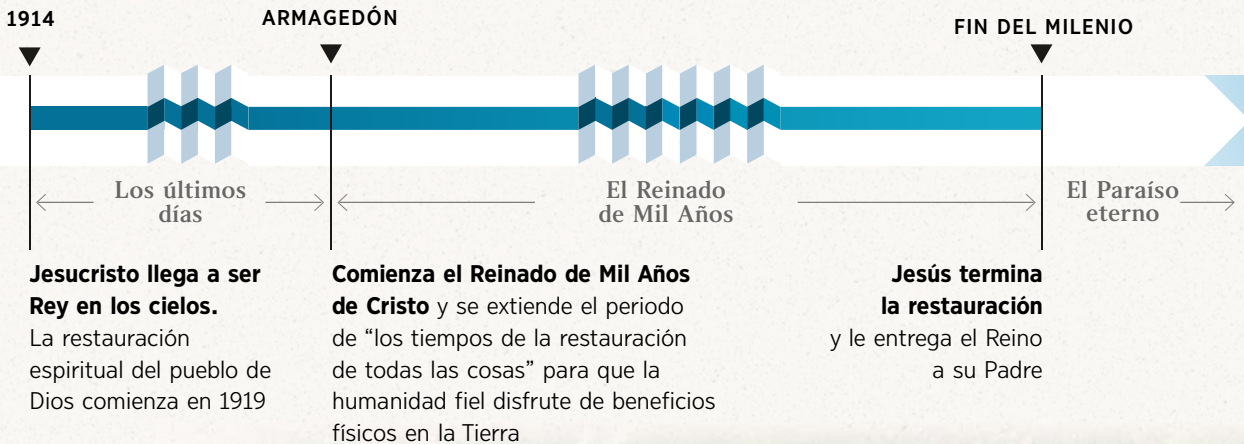 1914
ARMAGEDÓN
FIN DEL MILENIO
Los últimos
días
El Reinado
de Mil Años
El Paraíso
eterno
Jesucristo llega a ser
Rey en los cielos.
La restauración
espiritual del pueblo de
Dios comienza en 1919
Comienza el Reinado de Mil Años
de Cristo y se extiende el periodo
de “los tiempos de la restauración
de todas las cosas” para que la
humanidad fiel disfrute de beneficios
físicos en la Tierra
Jesús termina
la restauración
y le entrega el Reino
a su Padre